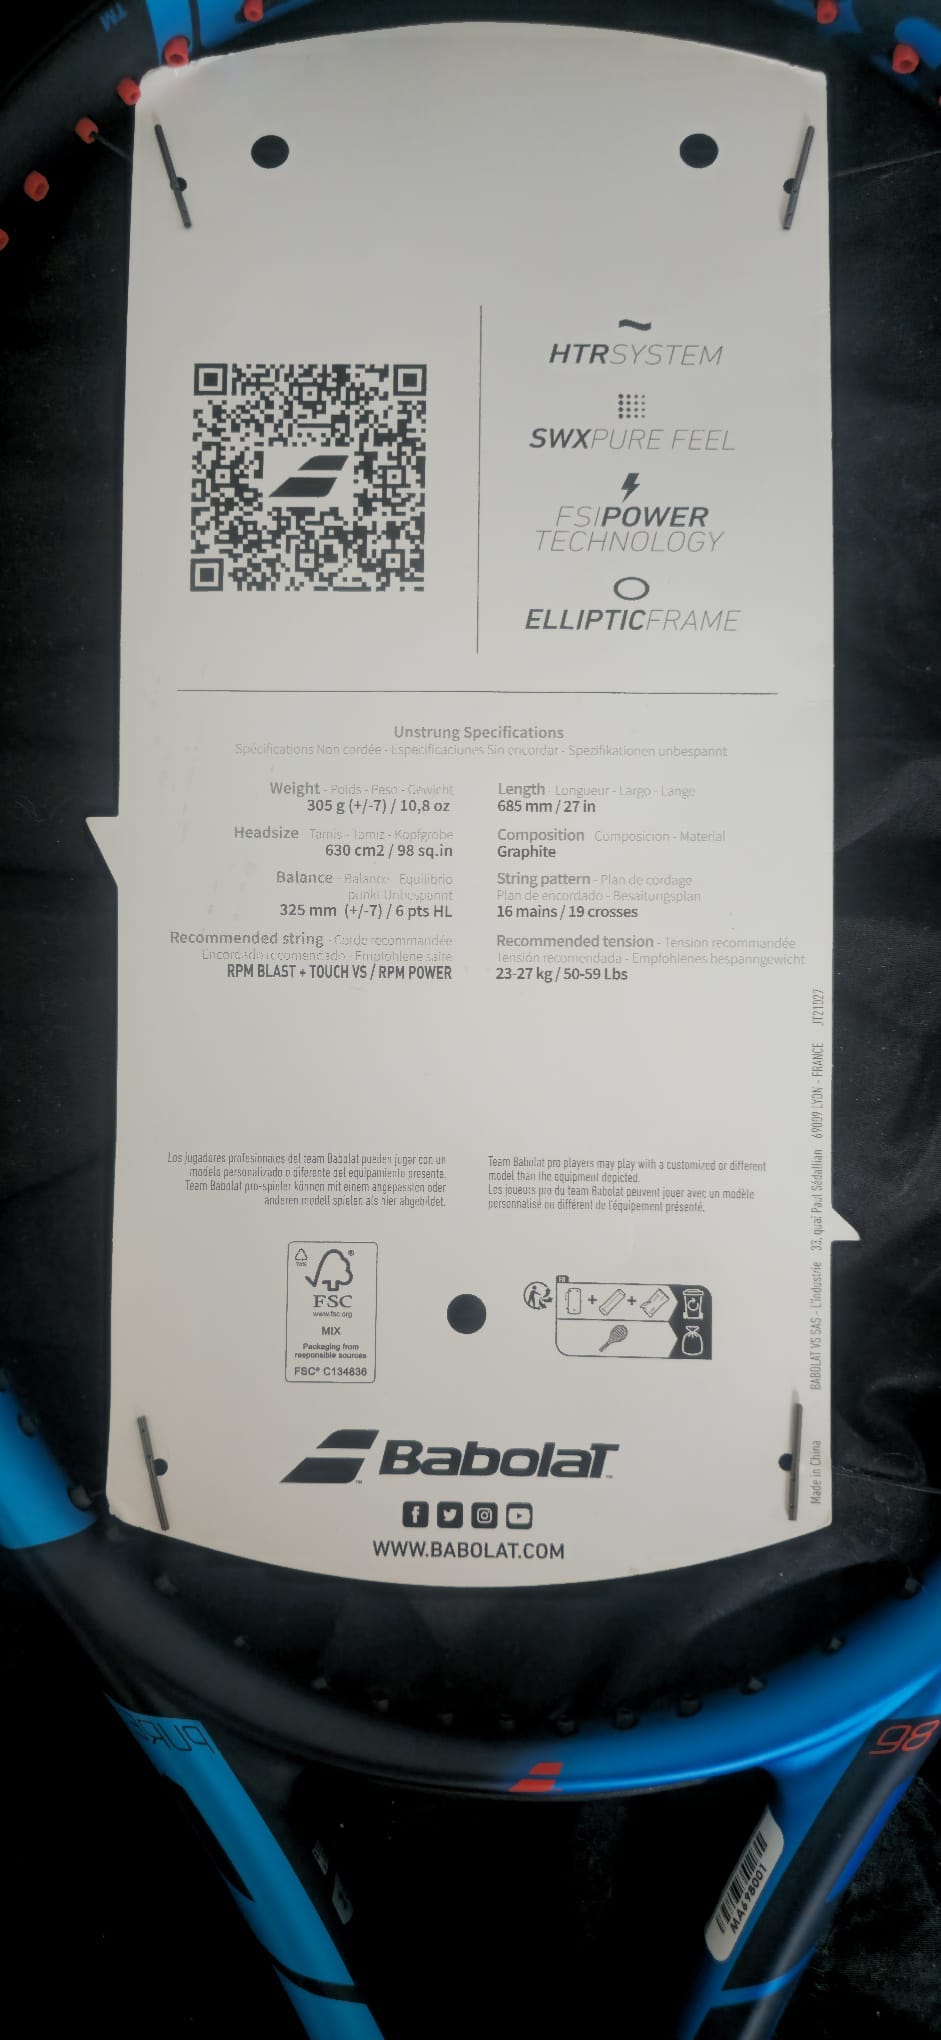 TM
HTRSYSTEM
SWXPURE FEEL
FSIPOWER
TECHNOLOGY
ELLIPTICFRAME
Unstrung Specifications
Spécifications Non cordée - Especificaciones Sin encordar - Spezifikationen unbespannt
Weight - Poids - Peso - Gewicht
305 g (+/-7) / 10,8 oz
Length - Longueur - Largo - Lange
685 mm / 27 in
Headsize Tamis - Tamiz - Kopfgrobe
630 cm2 / 98 sq.in
Composition Composicion - Material
Graphite
Balance - Balance Equilibrio
punkt Unbespannt
325 mm (+/-7) / 6 pts HL
String pattern - Plan de cordage
Plan de encordado - Besaitungsplan
16 mains / 19 crosses
Recommended string - Corde recommandée
Encordado recomendado - Empfohlene saite
RPM BLAST + TOUCH VS / RPM POWER
Recommended tension - Tension recommandée
Tensión recomendada - Empfohlenes bespanngewicht
23-27 kg / 50-59 Lbs
Los jugadores profesionales del team Babolat pueden jugar con un
modelo personalizado o diferente del equipamiento presente.
Team Babolat pro-spieler können mit einem angepassten oder
anderen modell spielen als hier abgebildet.
Team Babolat pro players may play with a customized or different
model than the equipment depicted.
Les joueurs pro du team Babolat peuvent jouer avec un modèle
personnalisé ou différent de l'équipement présenté.
FSC
www.fsc.org
MIX
Packaging from
responsible sources
FSC® C134836
FR
BABOLAT
WWW.BABOLAT.COM
Made in China BABOLAT VS SAS - L'Industrie 33, quai Paul Sédallian 69009 LYON - FRANCE JT21027
PURE
98
MA698001